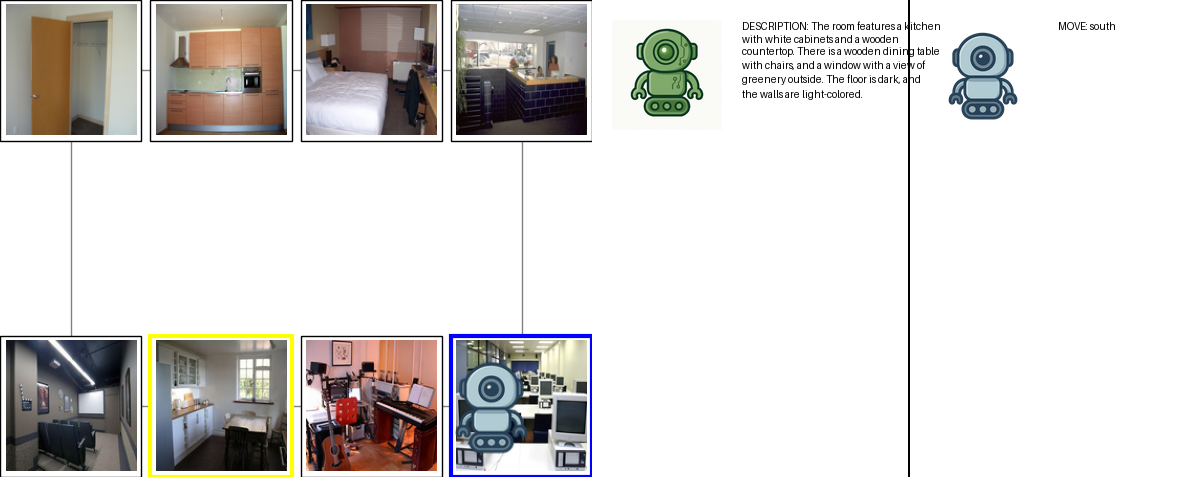 DESCRIPTION: The room features a kitchen
with white cabinets and a wooden
countertop. There is a wooden dining table
with chairs, and a window with a view of
greenery outside. The floor is dark, and
the walls are light-colored.
MOVE: south